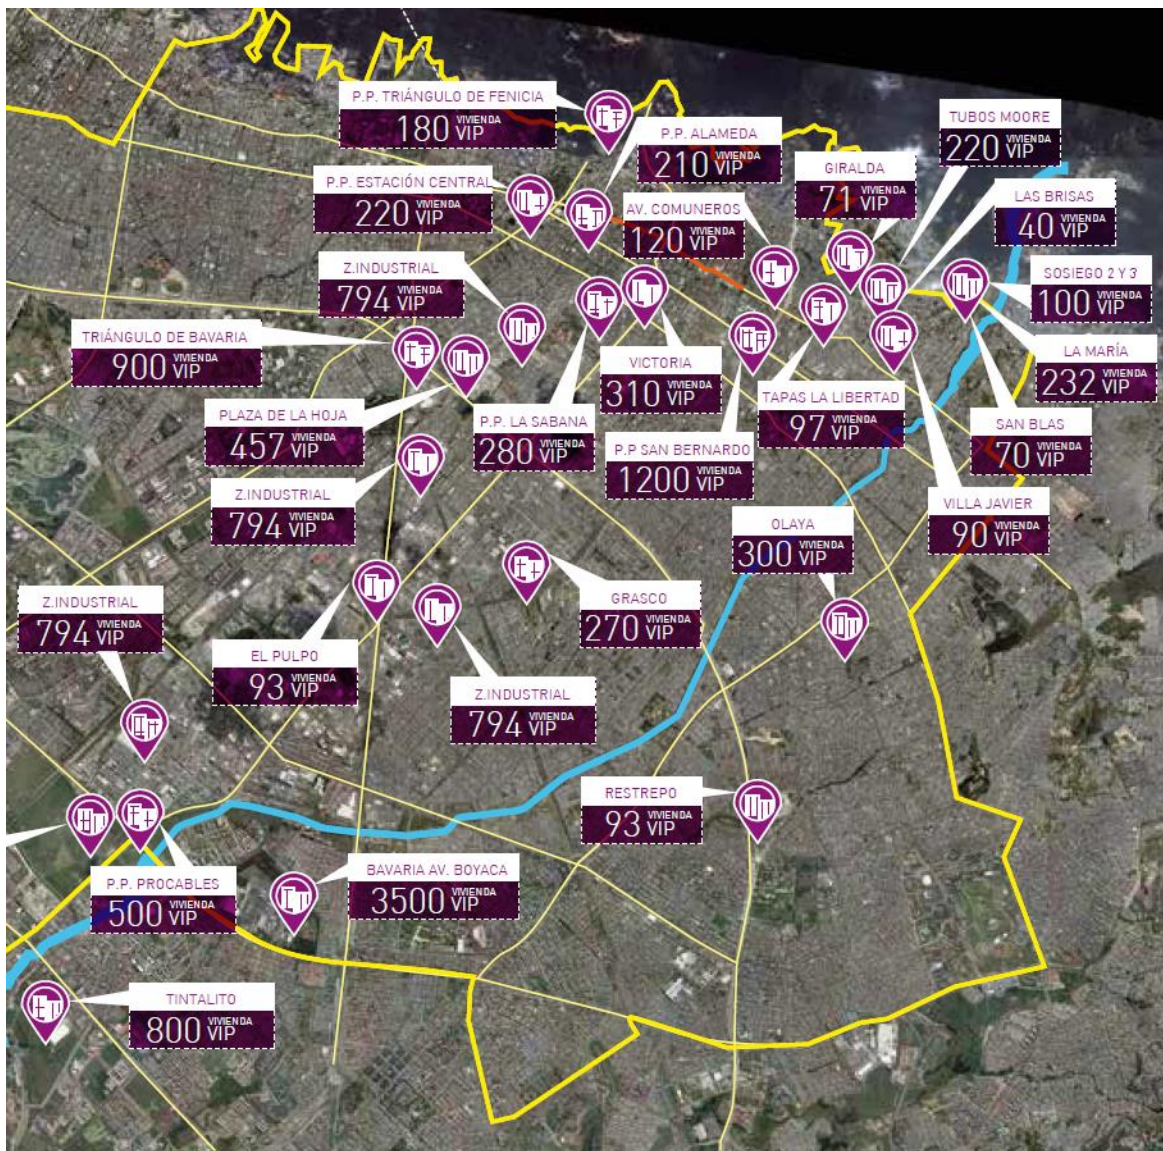 P.P. TRIÁNGULO DE FENICIA
180 VIVIENDA VIP
P.P. ALAMEDA
210 VIVIENDA VIP
TUBOS MOORE
220 VIVIENDA VIP
GIRALDA
71 VIVIENDA VIP
P.P. ESTACIÓN CENTRAL
220 VIVIENDA VIP
AV. COMUNEROS
120 VIVIENDA VIP
LAS BRISAS
40 VIVIENDA VIP
Z.INDUSTRIAL
794 VIVIENDA VIP
SOSIEGO 2 Y 3
100 VIVIENDA VIP
TRIÁNGULO DE BAVARIA
900 VIVIENDA VIP
VICTORIA
310 VIVIENDA VIP
LA MARÍA
232 VIVIENDA VIP
PLAZA DE LA HOJA
457 VIVIENDA VIP
P.P. LA SABANA
280 VIVIENDA VIP
TAPAS LA LIBERTAD
97 VIVIENDA VIP
P.P SAN BERNARDO
1200 VIVIENDA VIP
SAN BLAS
70 VIVIENDA VIP
Z.INDUSTRIAL
794 VIVIENDA VIP
VILLA JAVIER
90 VIVIENDA VIP
OLAYA
300 VIVIENDA VIP
Z.INDUSTRIAL
794 VIVIENDA VIP
GRASCO
270 VIVIENDA VIP
EL PULPO
93 VIVIENDA VIP
Z.INDUSTRIAL
794 VIVIENDA VIP
RESTREPO
93 VIVIENDA VIP
P.P. PROCABLES
500 VIVIENDA VIP
BAVARIA AV. BOYACA
3500 VIVIENDA VIP
TINTALITO
800 VIVIENDA VIP